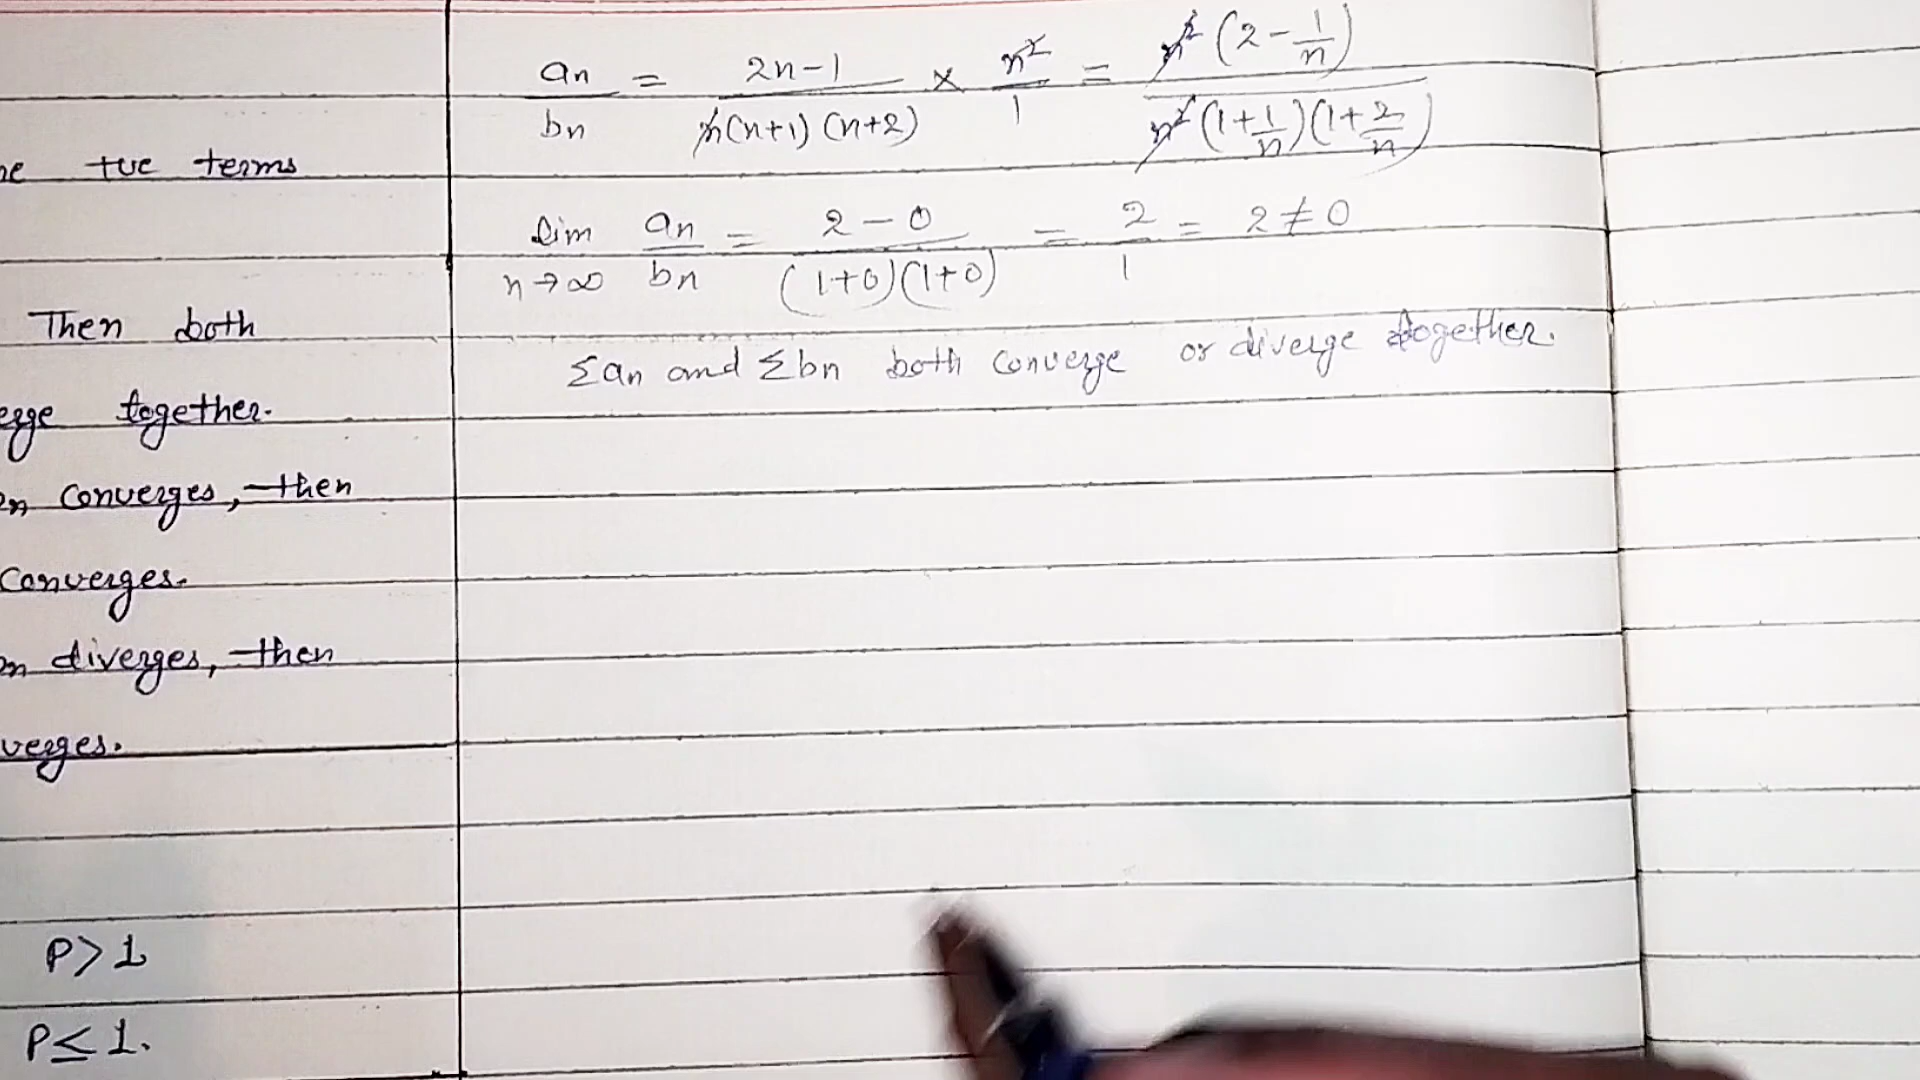 an/bn = (2n-1)/(n(n+1)(n+2)) × n²/1 = n²(2-1/n)/(n²(1+1/n)(1+2/n))
lim n→∞ an/bn = (2-0)/((1+0)(1+0)) = 2/1 = 2 ≠ 0
Σan and Σbn both converge or diverge together.
+ve terms
Then both
together.
converges, then
Converges.
diverges, then
verges.
P>1
P≤1.